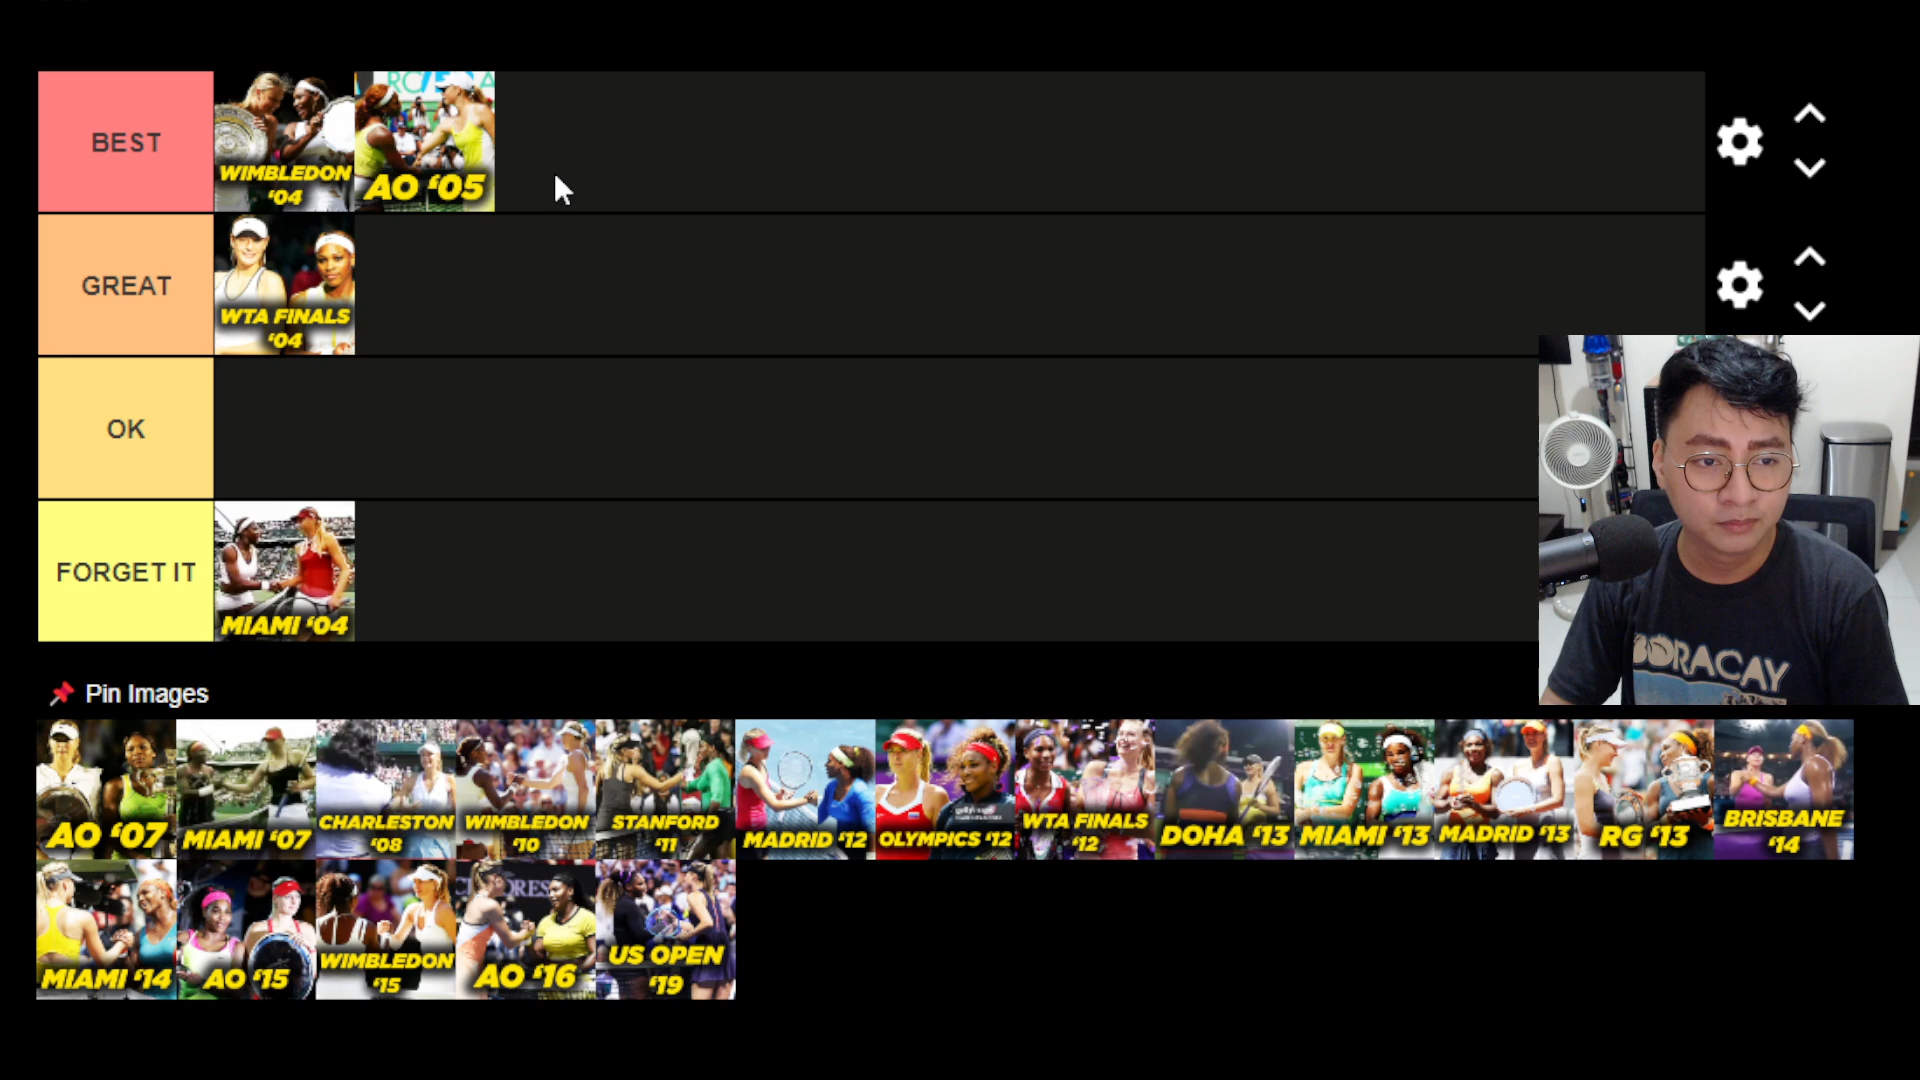 BEST
WIMBLEDON
‘04
AO ‘05
GREAT
WTA FINALS
‘04
OK
FORGET IT
MIAMI ‘04
BORACAY
Pin Images
AO ‘07
MIAMI ‘07
CHARLESTON
‘08
WIMBLEDON
‘10
STANFORD
‘11
MADRID ‘12
OLYMPICS ‘12
WTA FINALS
‘12
DOHA ‘13
MIAMI ‘13
MADRID ‘13
RG ‘13
BRISBANE
‘14
MIAMI ‘14
AO ‘15
WIMBLEDON
‘15
AO ‘16
US OPEN
‘19